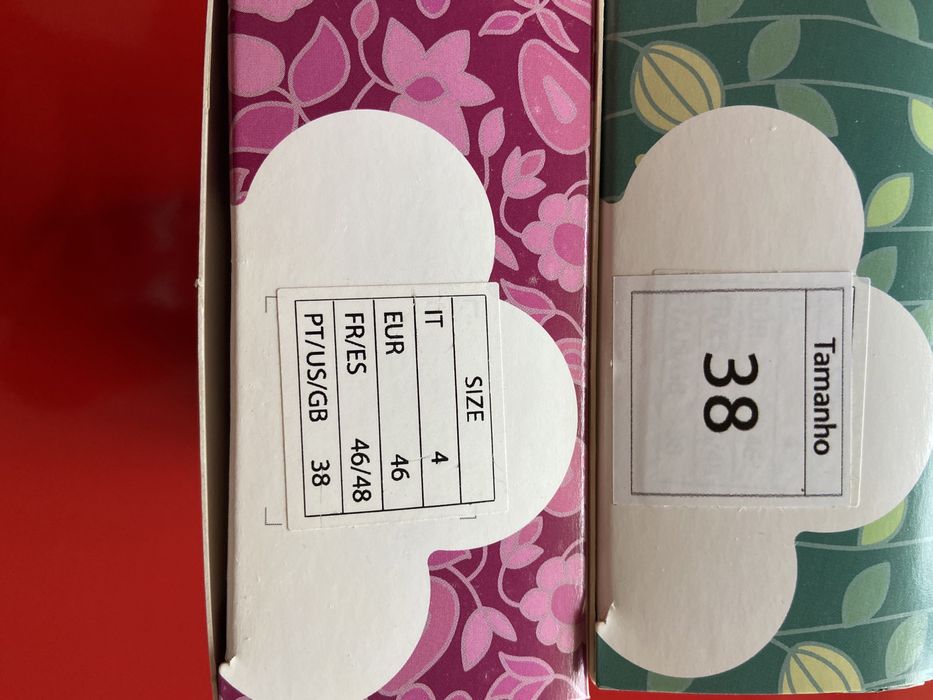 SIZE
IT 4
EUR 46
FR/ES 46/48
PT/US/GB 38
Tamanho
38